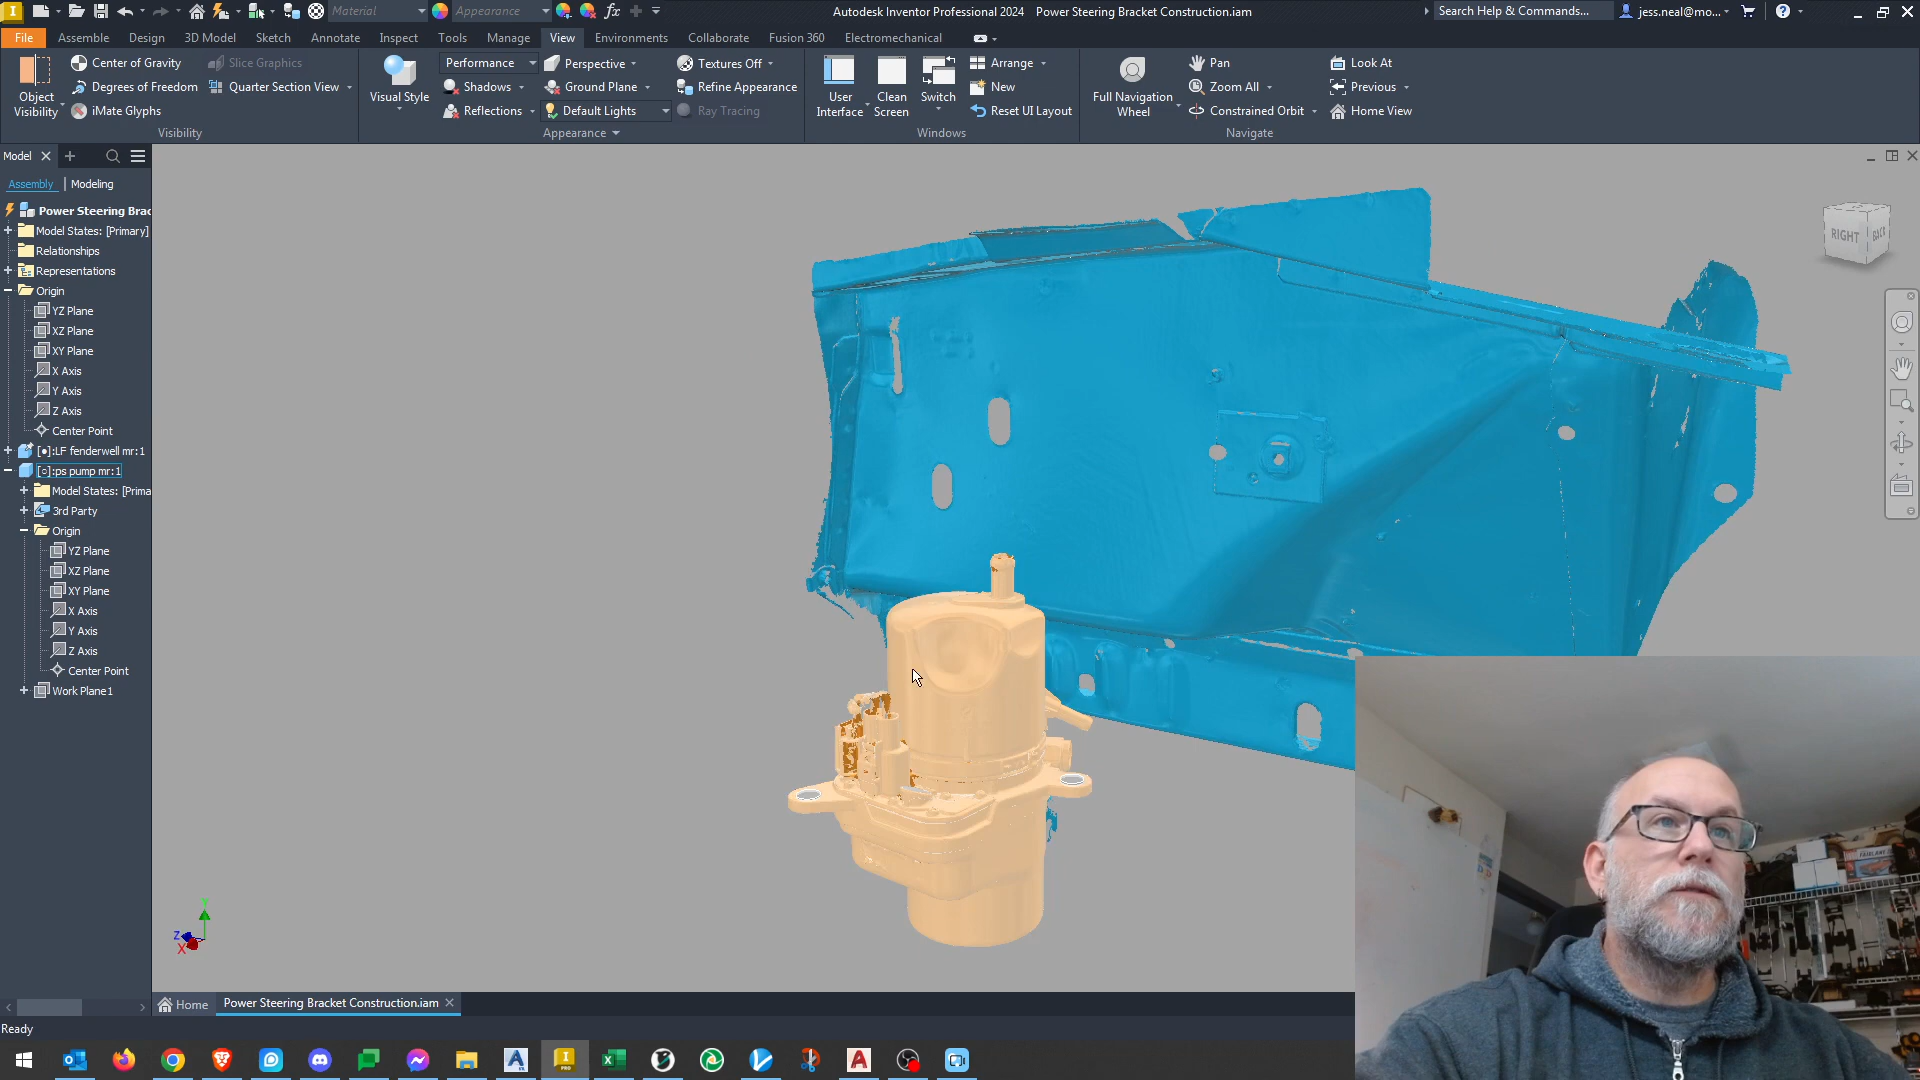 Material
Appearance
Autodesk Inventor Professional 2024 Power Steering Bracket Construction.iam
Search Help & Commands...
jess.neal@mo...
File
Assemble
Design
3D Model
Sketch
Annotate
Inspect
Tools
Manage
View
Environments
Collaborate
Fusion 360
Electromechanical
Object Visibility
Center of Gravity
Degrees of Freedom
iMate Glyphs
Slice Graphics
Quarter Section View
Visibility
Visual Style
Performance
Shadows
Reflections
Perspective
Ground Plane
Default Lights
Textures Off
Refine Appearance
Ray Tracing
Appearance
User Interface
Clean Screen
Switch
Arrange
New
Reset UI Layout
Windows
Full Navigation Wheel
Pan
Zoom All
Constrained Orbit
Look At
Previous
Home View
Navigate
Model
Assembly | Modeling
Power Steering Brac
Model States: [Primary]
Relationships
Representations
Origin
YZ Plane
XZ Plane
XY Plane
X Axis
Y Axis
Z Axis
Center Point
[●]:LF fenderwell mr:1
[○]:ps pump mr:1
Model States: [Prima
3rd Party
Origin
YZ Plane
XZ Plane
XY Plane
X Axis
Y Axis
Z Axis
Center Point
Work Plane1
RIGHT
BACK
Y
Z
X
Home
Power Steering Bracket Construction.iam
Ready
FAIRLANE